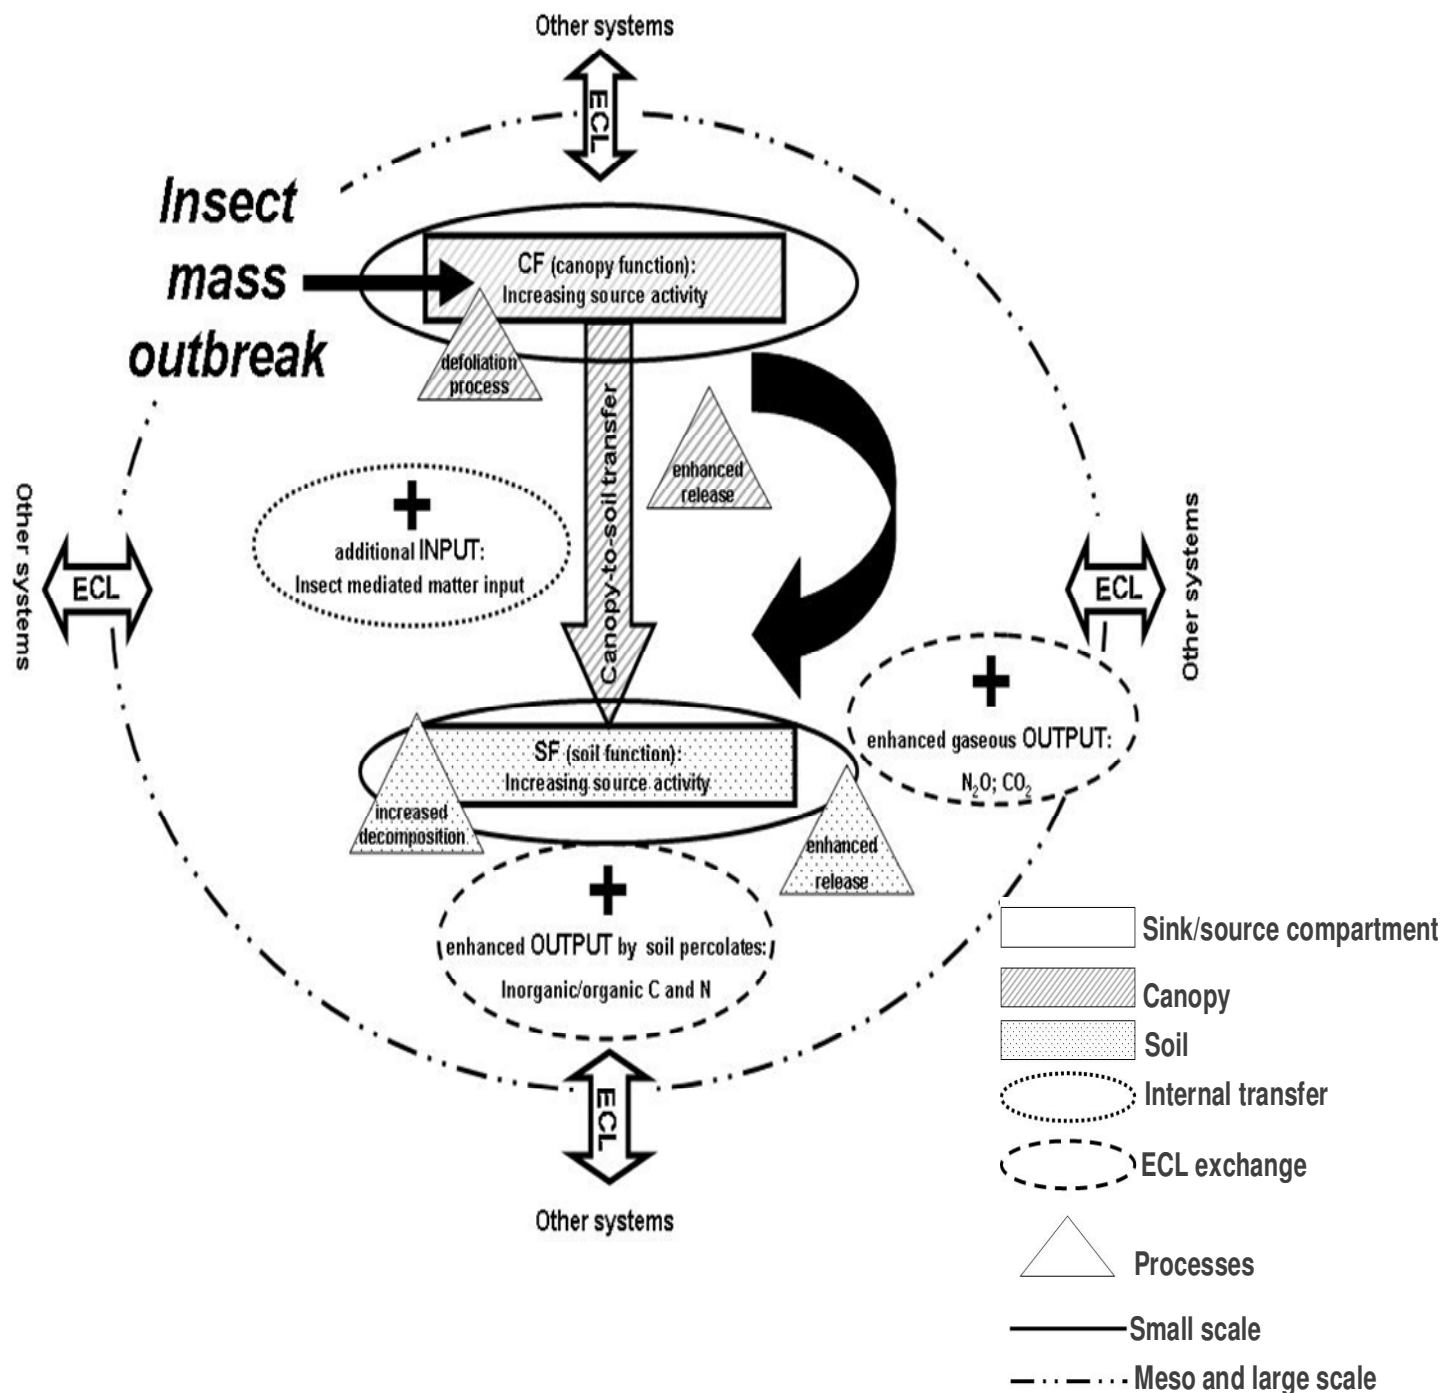 Other systems
ECL
Insect
mass
outbreak
CF (canopy function):
Increasing source activity
defoliation
process
Canopy-to-soil transfer
enhanced
release
+
additional INPUT:
Insect mediated matter input
Other systems
ECL
ECL
Other systems
+
enhanced gaseous OUTPUT:
N₂O; CO₂
SF (soil function):
Increasing source activity
increased
decomposition
enhanced
release
+
enhanced OUTPUT by soil percolates:
Inorganic/organic C and N
ECL
Other systems
Sink/source compartment
Canopy
Soil
Internal transfer
ECL exchange
Processes
Small scale
Meso and large scale